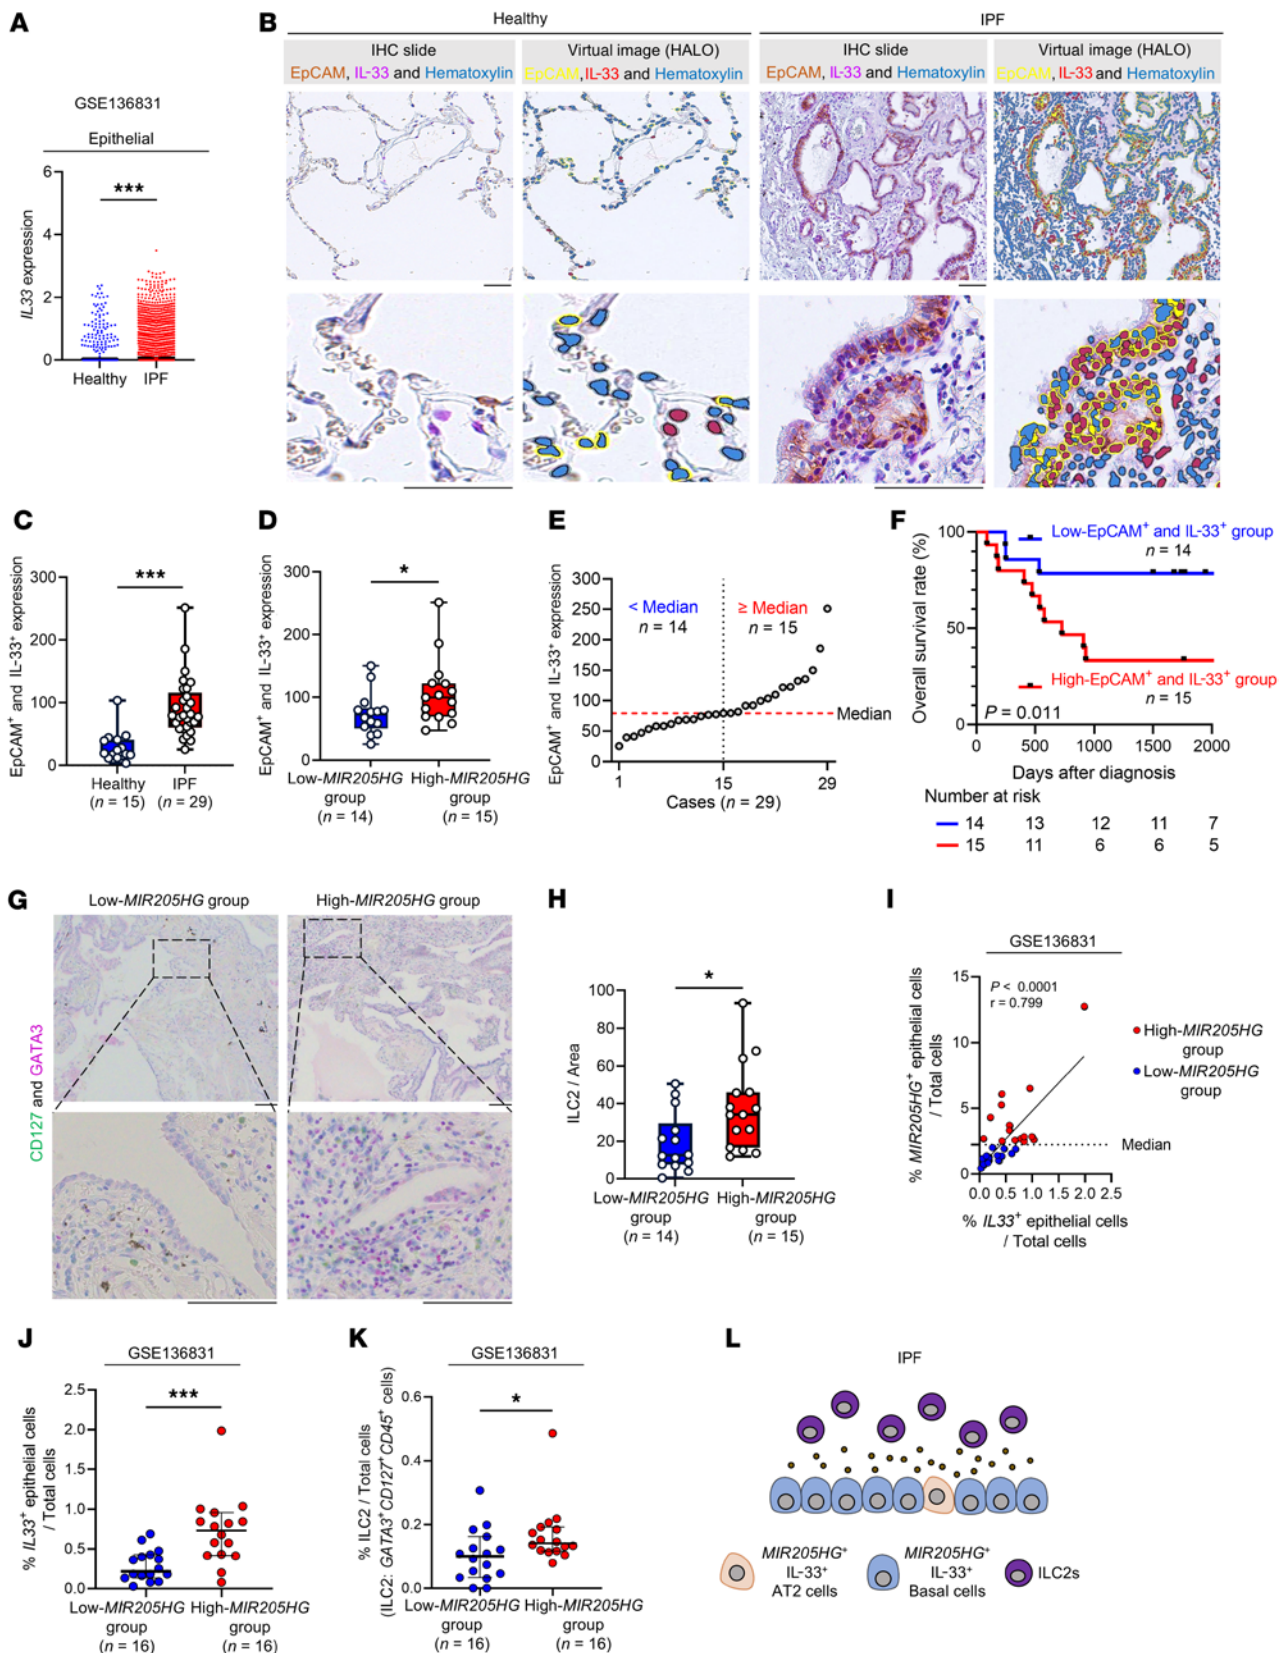 A
GSE136831
Epithelial
IL33 expression
6
4
2
0
Healthy IPF
***
B
Healthy
IPF
IHC slide
EpCAM, IL-33 and Hematoxylin
Virtual image (HALO)
EpCAM, IL-33 and Hematoxylin
IHC slide
EpCAM, IL-33 and Hematoxylin
Virtual image (HALO)
EpCAM, IL-33 and Hematoxylin
C
EpCAM⁺ and IL-33⁺ expression
300
200
100
0
***
Healthy IPF
(n = 15) (n = 29)
D
EpCAM⁺ and IL-33⁺ expression
300
200
100
0
*
Low-MIR205HG High-MIR205HG
group group
(n = 14) (n = 15)
E
EpCAM⁺ and IL-33⁺ expression
300
250
200
150
100
50
0
< Median
n = 14
≥ Median
n = 15
Median
1 15 29
Cases (n = 29)
F
Overall survival rate (%)
100
50
0
Low-EpCAM⁺ and IL-33⁺ group
n = 14
High-EpCAM⁺ and IL-33⁺ group
n = 15
P = 0.011
0 500 1000 1500 2000
Days after diagnosis
Number at risk
14 13 12 11 7
15 11 6 6 5
G
Low-MIR205HG group
High-MIR205HG group
CD127 and GATA3
H
ILC2 / Area
100
80
60
40
20
0
*
Low-MIR205HG High-MIR205HG
group group
(n = 14) (n = 15)
I
GSE136831
% MIR205HG⁺ epithelial cells
/ Total cells
15
10
5
0
P < 0.0001
r = 0.799
High-MIR205HG
group
Low-MIR205HG
group
Median
0.0 0.5 1.0 1.5 2.0 2.5
% IL33⁺ epithelial cells
/ Total cells
J
GSE136831
% IL33⁺ epithelial cells
/ Total cells
2.5
2.0
1.5
1.0
0.5
0.0
***
Low-MIR205HG High-MIR205HG
group group
(n = 16) (n = 16)
K
GSE136831
% ILC2 / Total cells
(ILC2: GATA3⁺ CD127⁺ CD45⁺ cells)
0.6
0.4
0.2
0.0
*
Low-MIR205HG High-MIR205HG
group group
(n = 16) (n = 16)
L
IPF
MIR205HG⁺
IL-33⁺
AT2 cells
MIR205HG⁺
IL-33⁺
Basal cells
ILC2s